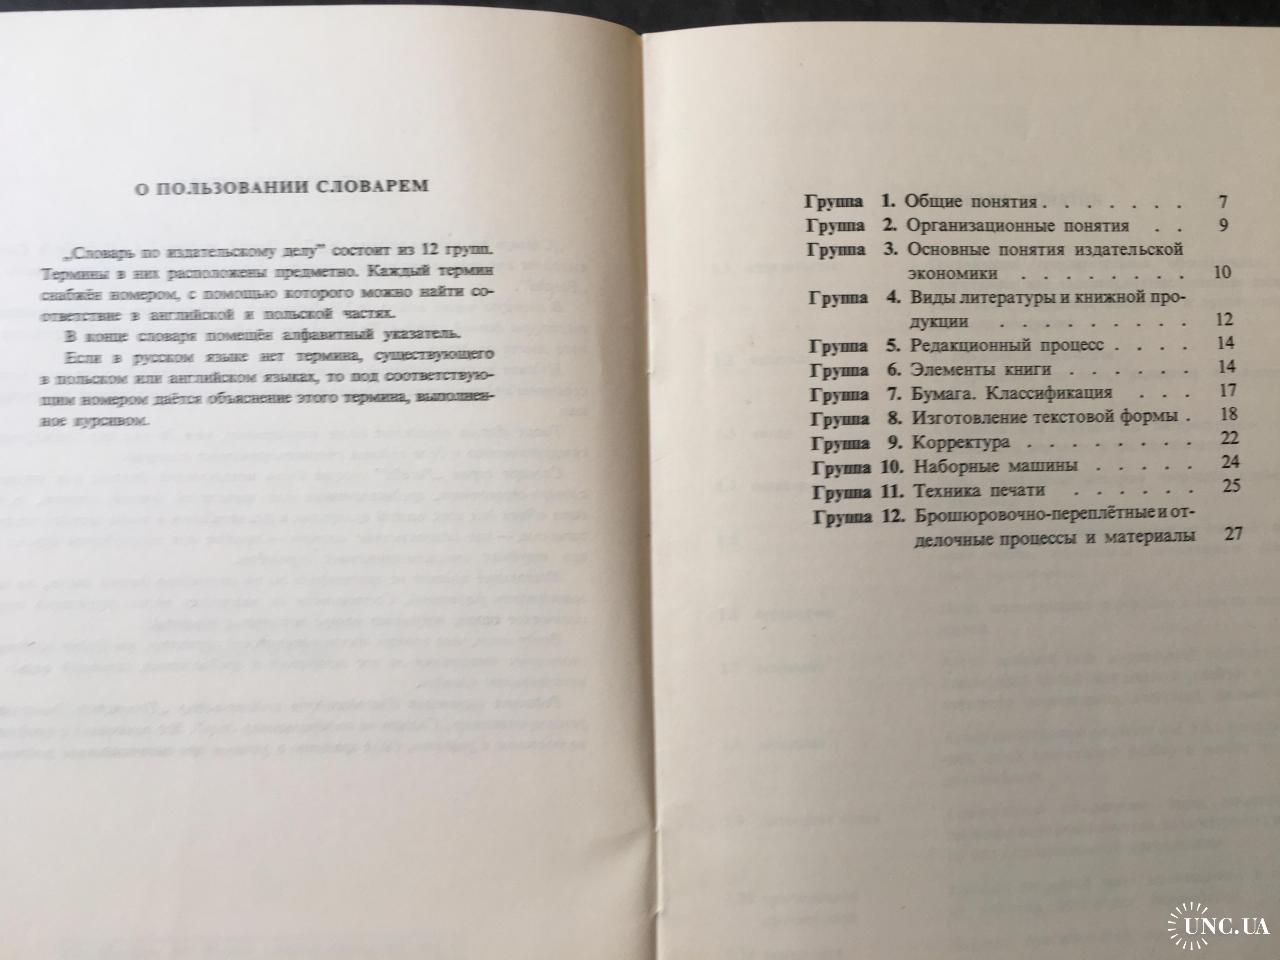 О ПОЛЬЗОВАНИИ СЛОВАРЕМ
„Словарь по издательскому делу” состоит из 12 групп.
Термины в них расположены предметно. Каждый термин
снабжён номером, с помощью которого можно найти со-
ответствие в английской и польской частях.
В конце словаря помещён алфавитный указатель.
Если в русском языке нет термина, существующего
в польском или английском языках, то под соответствую-
щим номером даётся объяснение этого термина, выполнен-
ное курсивом.
Группа 1. Общие понятия . . . . . . . 7
Группа 2. Организационные понятия . . 9
Группа 3. Основные понятия издательской
экономики . . . . . . . . 10
Группа 4. Виды литературы и книжной про-
дукции . . . . . . . . . 12
Группа 5. Редакционный процесс . . . . 14
Группа 6. Элементы книги . . . . . . 14
Группа 7. Бумага. Классификация . . . 17
Группа 8. Изготовление текстовой формы . 18
Группа 9. Корректура . . . . . . . . 22
Группа 10. Наборные машины . . . . . 24
Группа 11. Техника печати . . . . . . 25
Группа 12. Брошюровочно-переплётные и от-
делочные процессы и материалы 27
UNC.UA